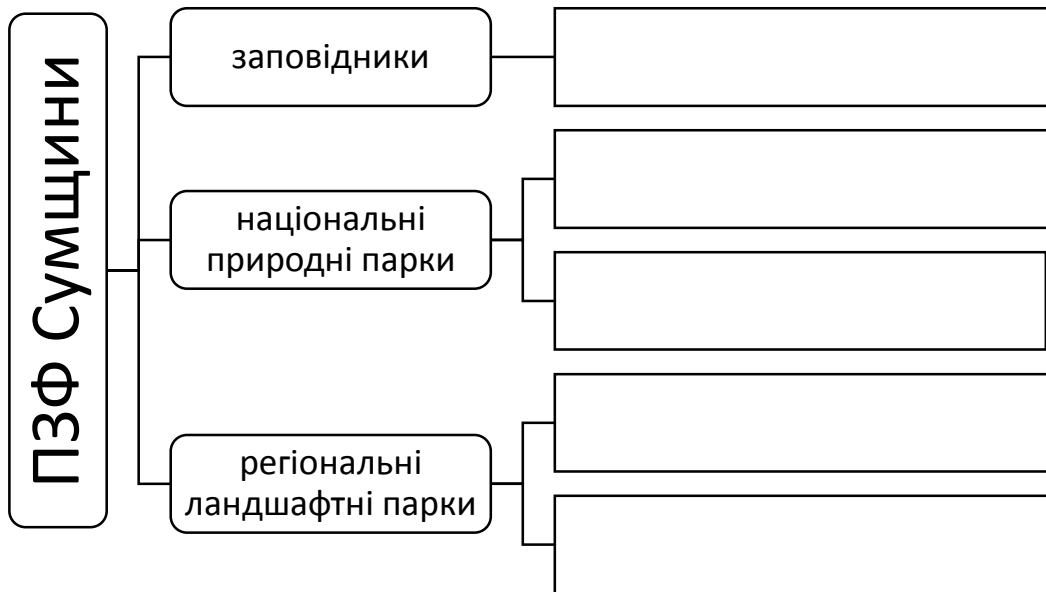 ПЗФ Сумщини
заповідники
національні
природні парки
регіональні
ландшафтні парки